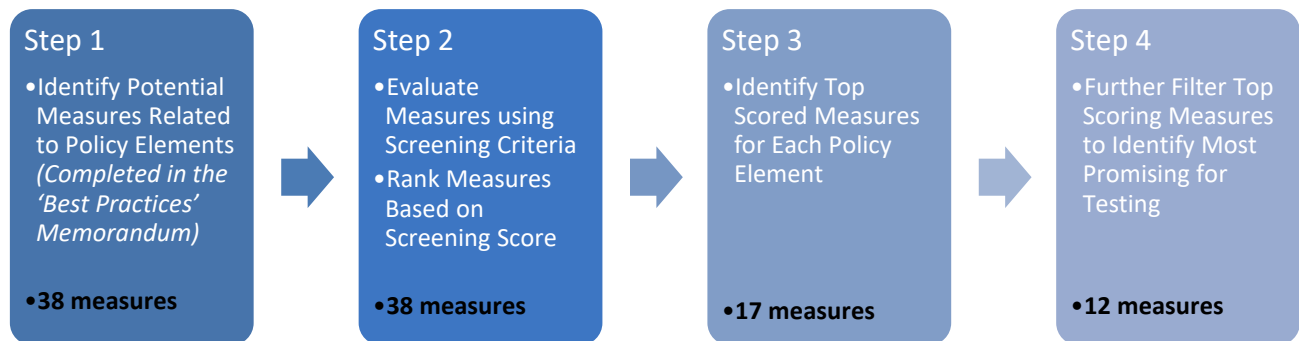 Step 1
•Identify Potential
Measures Related
to Policy Elements
(Completed in the
‘Best Practices’
Memorandum)
•38 measures
Step 2
•Evaluate
Measures using
Screening Criteria
•Rank Measures
Based on
Screening Score
•38 measures
Step 3
•Identify Top
Scored Measures
for Each Policy
Element
•17 measures
Step 4
•Further Filter Top
Scoring Measures
to Identify Most
Promising for
Testing
•12 measures